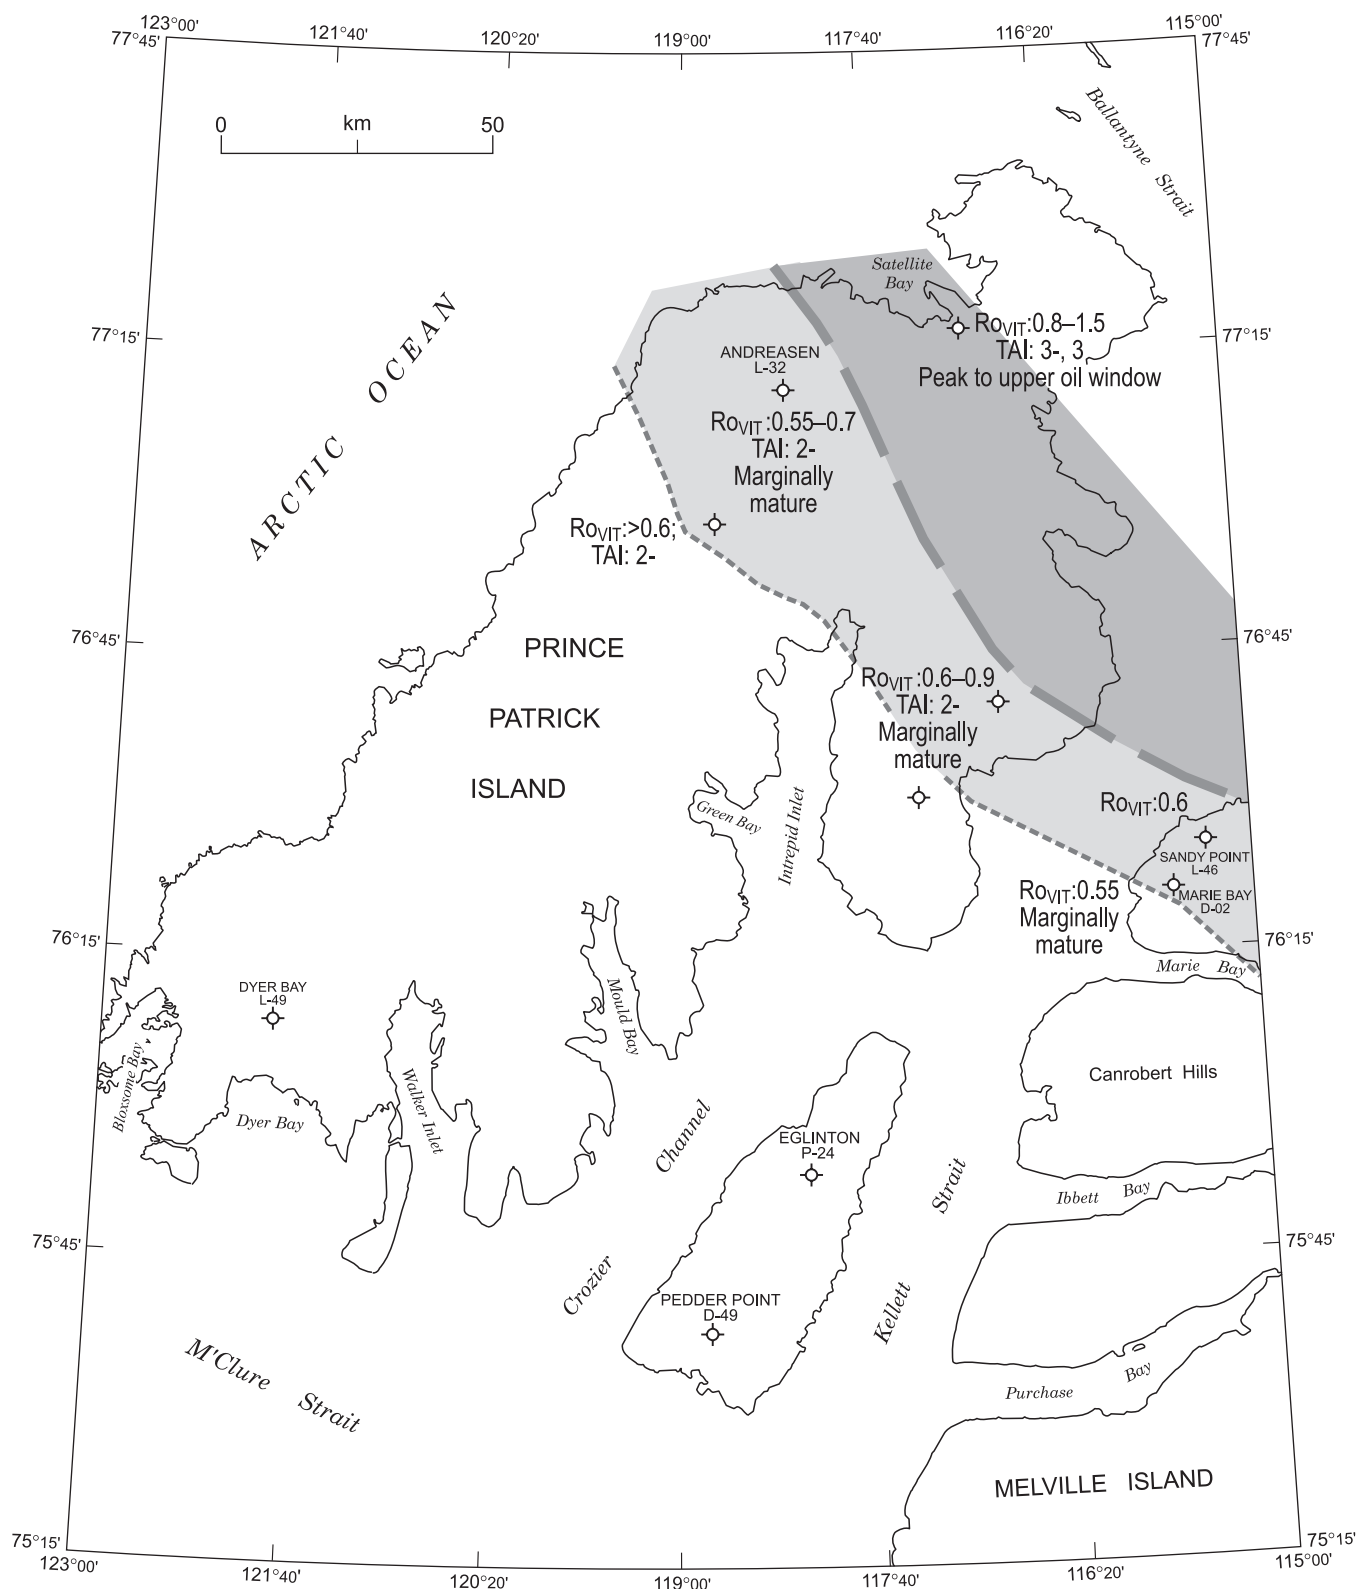 123°00'
121°40'
120°20'
119°00'
117°40'
116°20'
115°00'
77°45'
77°45'
0
km
50
Ballantyne Strait
Satellite
Bay
ARCTIC OCEAN
77°15'
77°15'
RoVIT:0.8–1.5
TAI: 3-, 3
Peak to upper oil window
ANDREASEN
L-32
RoVIT:0.55–0.7
TAI: 2-
Marginally
mature
RoVIT:>0.6;
TAI: 2-
76°45'
76°45'
PRINCE
PATRICK
ISLAND
RoVIT:0.6–0.9
TAI: 2-
Marginally
mature
Green Bay
Intrepid Inlet
RoVIT:0.6
SANDY POINT
L-46
MARIE BAY
D-02
RoVIT:0.55
Marginally
mature
76°15'
76°15'
Marie Bay
DYER BAY
L-49
Mould Bay
Bloxsome Bay
Dyer Bay
Walker Inlet
Canrobert Hills
Crozier Channel
EGLINTON
P-24
Kellett Strait
Ibbett Bay
75°45'
75°45'
PEDDER POINT
D-49
M'Clure Strait
Purchase Bay
MELVILLE ISLAND
75°15'
75°15'
123°00'
121°40'
120°20'
119°00'
117°40'
116°20'
115°00'